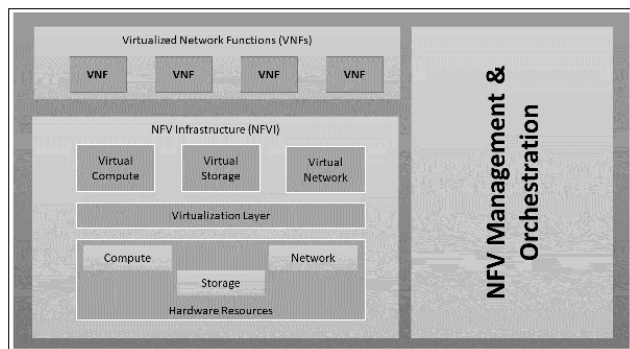 Virtualized Network Functions (VNFs)
VNF VNF VNF VNF
NFV Infrastructure (NFVI)
Virtual
Compute
Virtual
Storage
Virtual
Network
Virtualization Layer
Compute
Network
Storage
Hardware Resources
NFV Management &
Orchestration